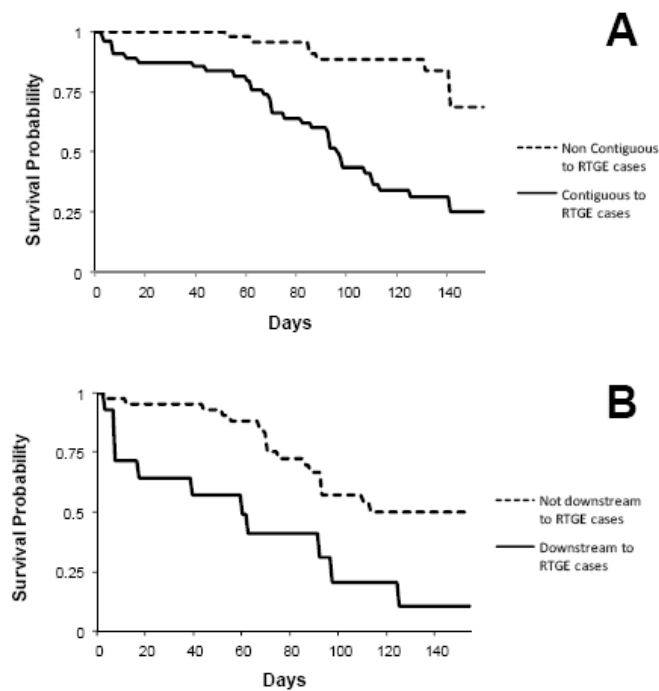 A
1
0.75
0.5
0.25
0
Survival Probablility
0 20 40 60 80 100 120 140
Days
Non Contiguous
to RTGE cases
Contiguous to
RTGE cases
B
1
0.75
0.5
0.25
0
Survival Probability
0 20 40 60 80 100 120 140
Days
Not downstream
to RTGE cases
Downstream to
RTGE cases